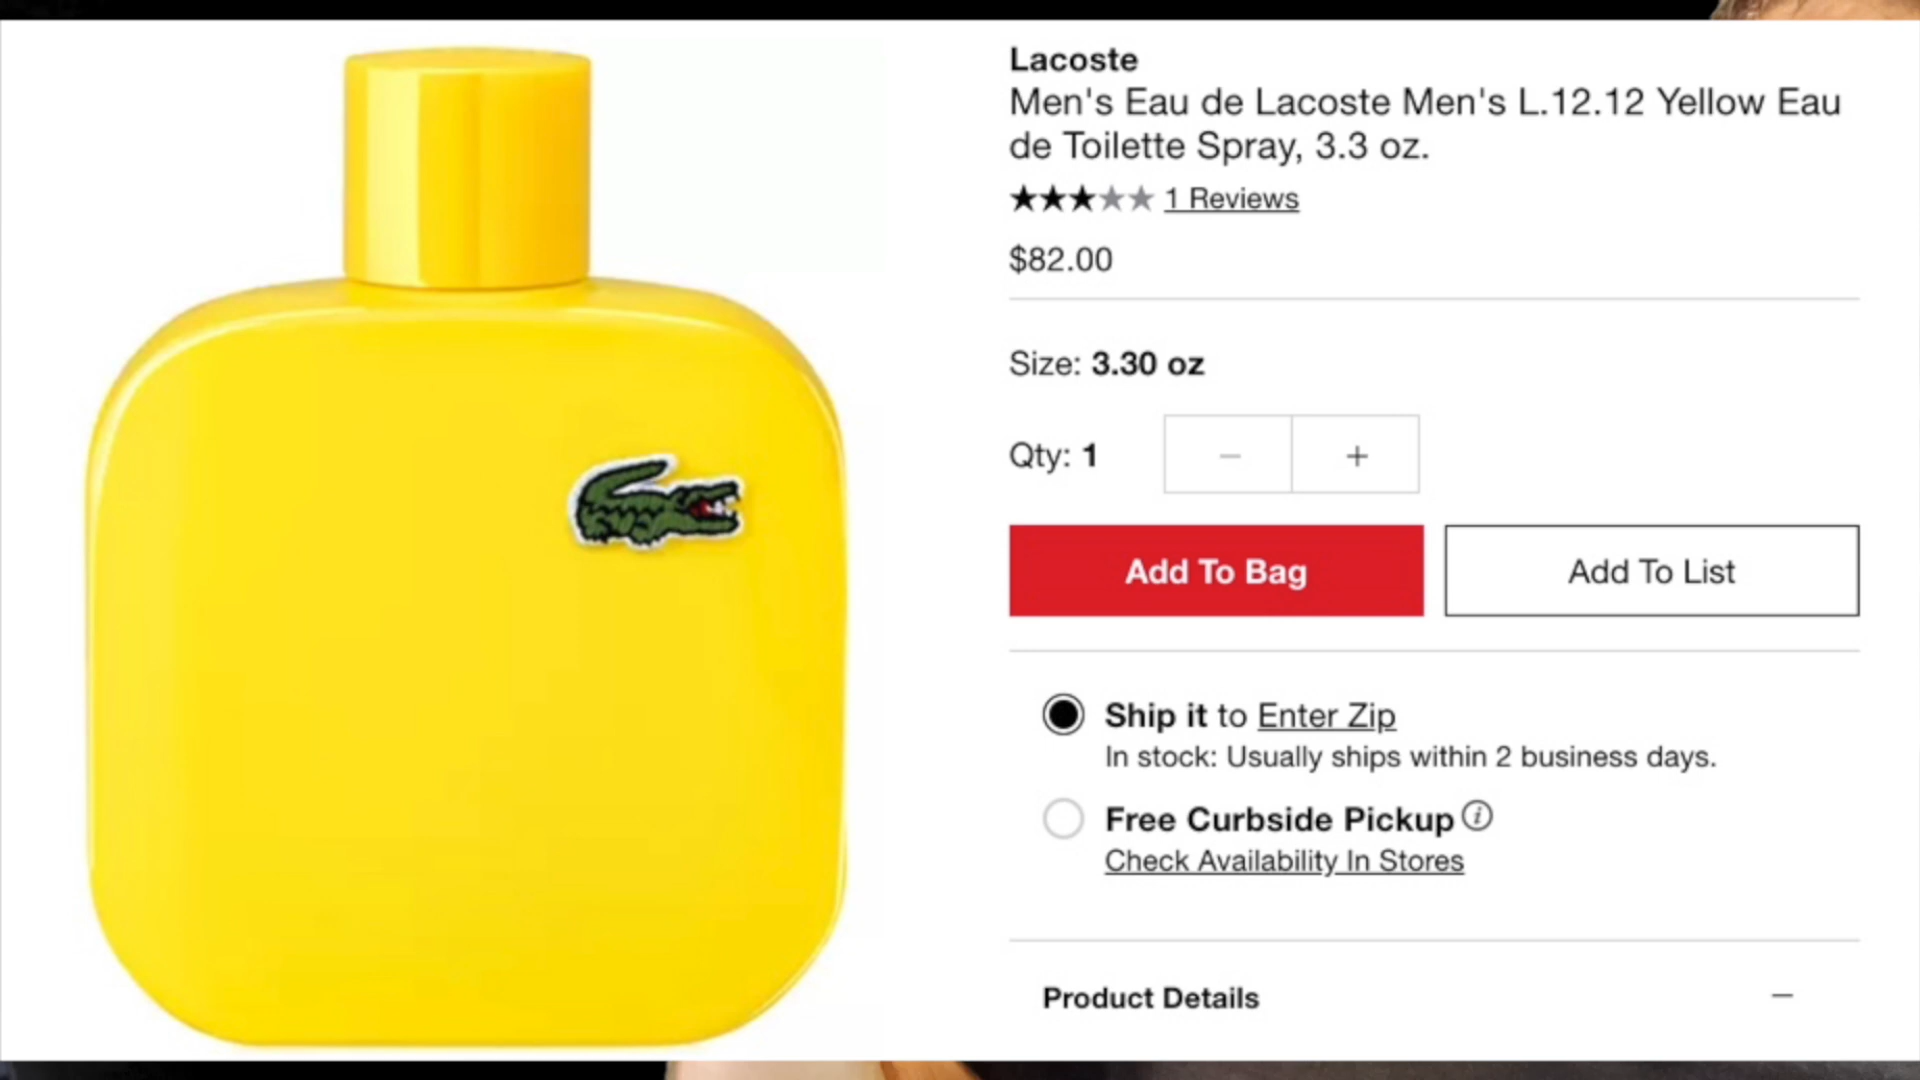 Lacoste
Men's Eau de Lacoste Men's L.12.12 Yellow Eau
de Toilette Spray, 3.3 oz.
1 Reviews
$82.00
Size: 3.30 oz
Qty: 1
Add To Bag
Add To List
Ship it to Enter Zip
In stock: Usually ships within 2 business days.
Free Curbside Pickup
Check Availability In Stores
Product Details